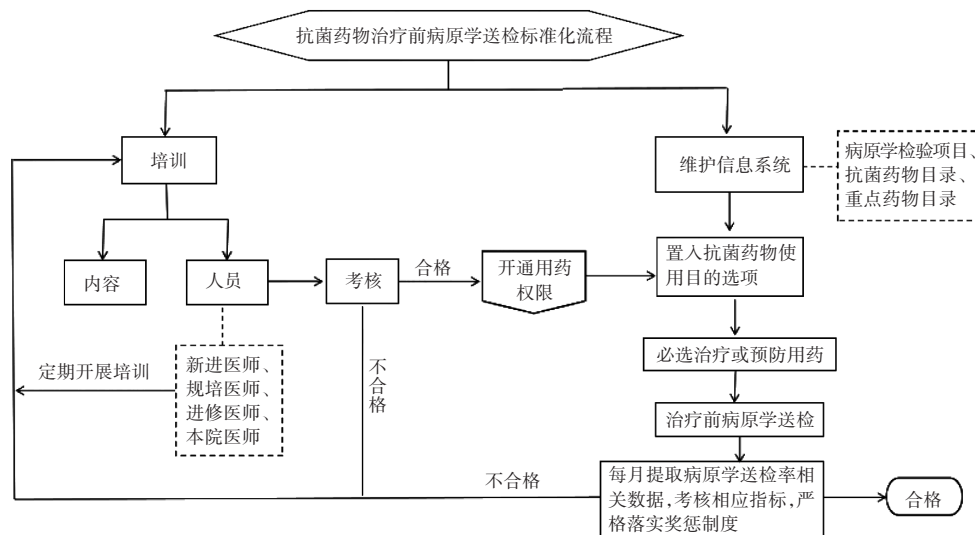 抗菌药物治疗前病原学送检标准化流程
培训
维护信息系统
病原学检验项目、
抗菌药物目录、
重点药物目录
内容
人员
考核
合格
开通用药
权限
置入抗菌药物使
用目的选项
定期开展培训
新进医师、
规培医师、
进修医师、
本院医师
不合格
必选治疗或预防用药
治疗前病原学送检
不合格
每月提取病原学送检率相
关数据,考核相应指标,严
格落实奖惩制度
合格